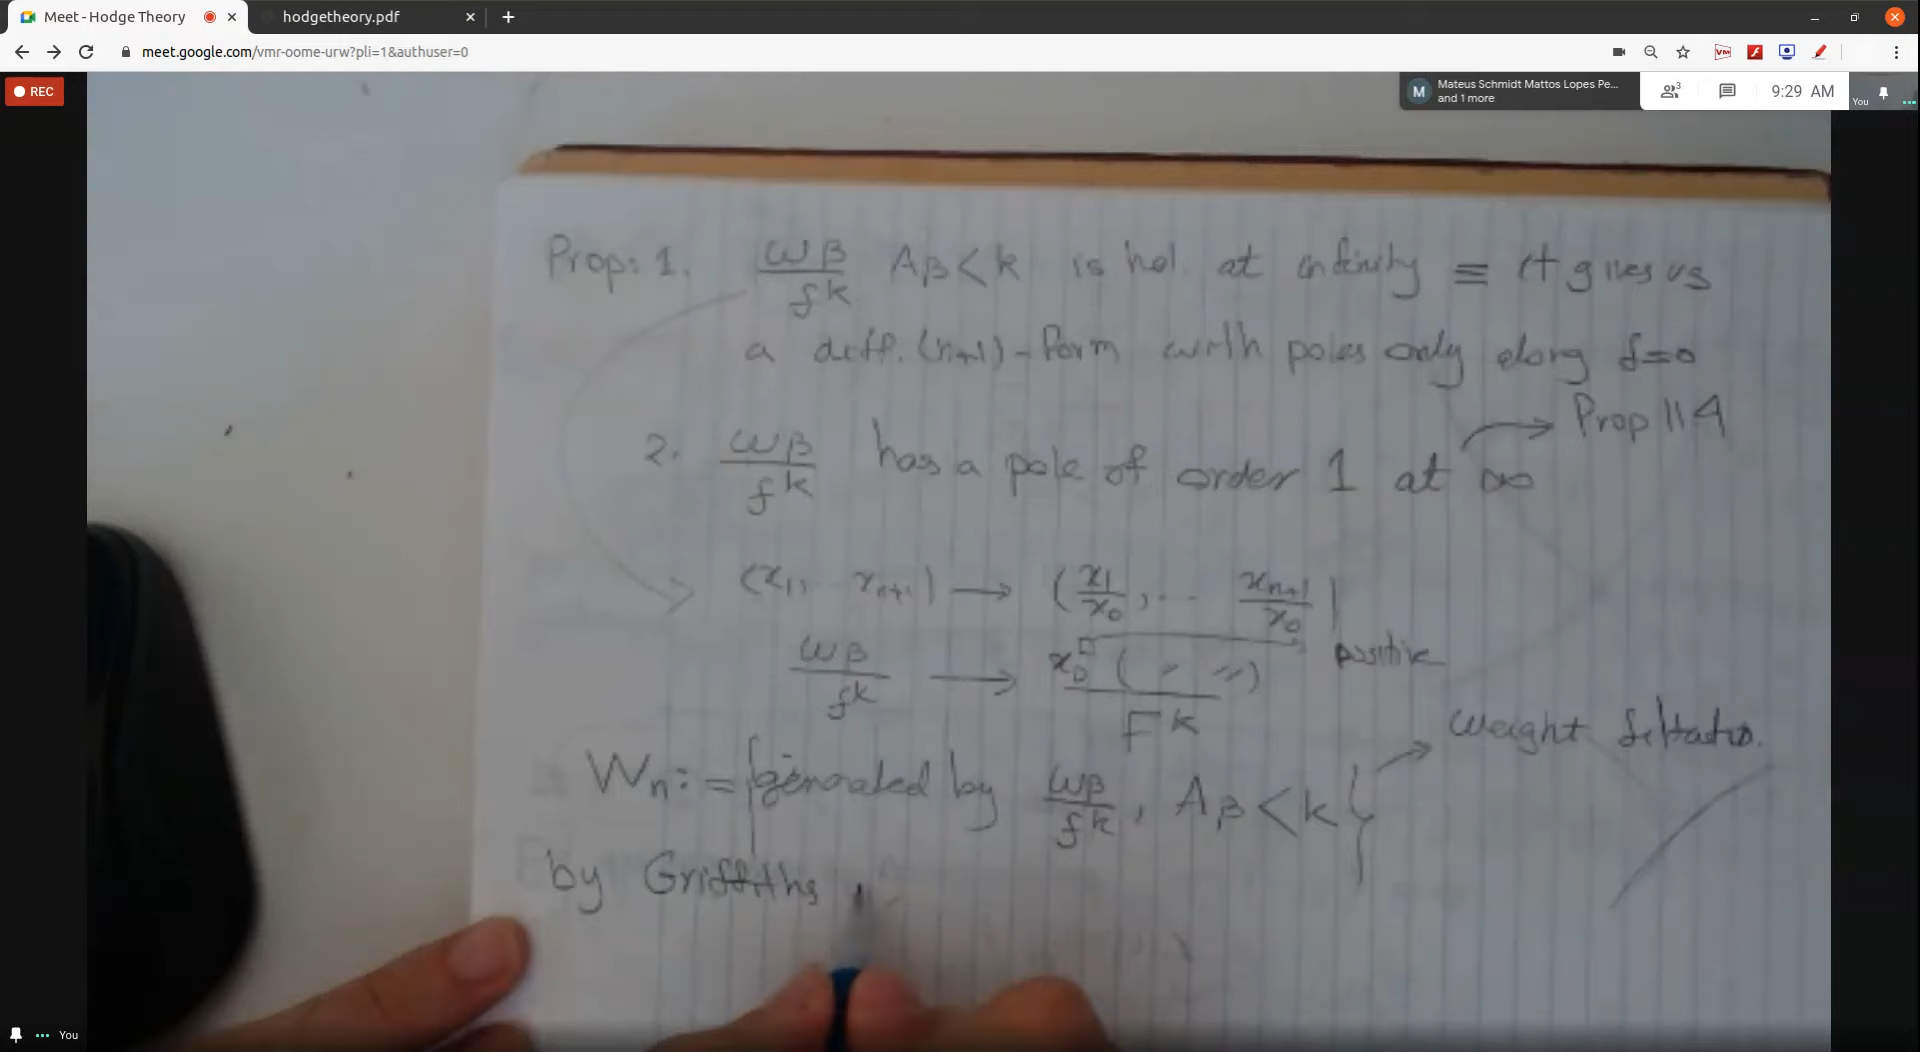 Meet - Hodge Theory
hodgetheory.pdf
meet.google.com/vmr-oome-urw?pli=1&authuser=0
REC
M
Mateus Schmidt Mattos Lopes Pe...
and 1 more
3
9:29 AM
You
Prop: 1. ωβ/f^k Aβ<k is hol. at infinity ≡ it gives us
a diff. (n+1)-form with poles only along f=0
2. ωβ/f^k has a pole of order 1 at ∞ → Prop 11.4
(x1, xn+1) → (x1/x0, ... xn+1/x0)
ωβ/f^k → x0^□ ( " ")/F^k positive
Wn := {generated by ωβ/f^k, Aβ<k} → weight
by Griffiths
You